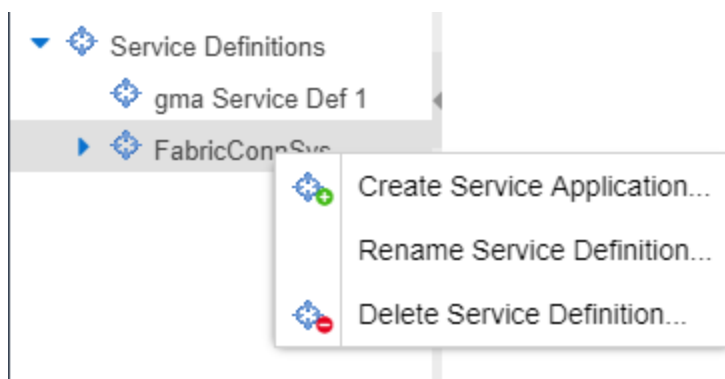 Service Definitions
gma Service Def 1
FabricConnSys
Create Service Application...
Rename Service Definition...
Delete Service Definition...